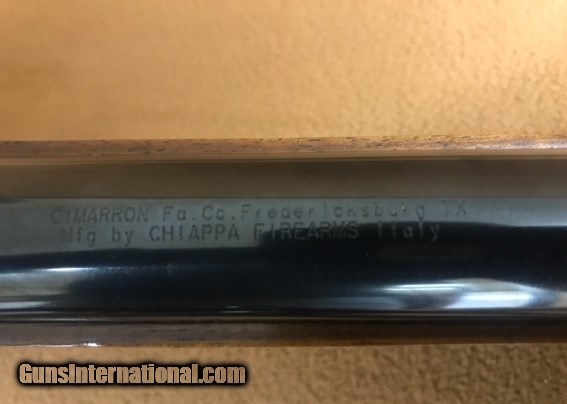 CIMARRON Fa.Co.Fredericksburg TX
Mfg by CHIAPPA FIREARMS Italy
GunsInternational.com